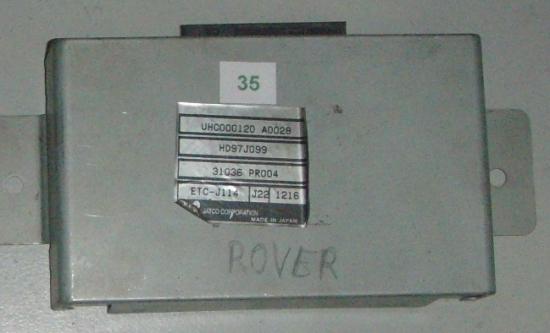 35
UHC000120 A0028
HD97J099
31036 PR004
ETC-J114 J22 1216
JATCO CORPORATION
MADE IN JAPAN
ROVER